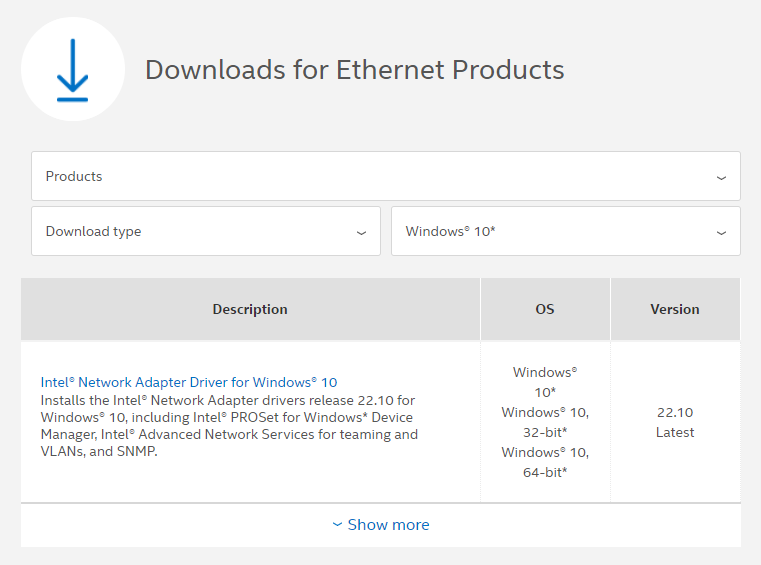 Downloads for Ethernet Products
Products
Download type
Windows® 10*
Description
OS
Version
Intel® Network Adapter Driver for Windows® 10
Installs the Intel® Network Adapter drivers release 22.10 for
Windows® 10, including Intel® PROSet for Windows* Device
Manager, Intel® Advanced Network Services for teaming and
VLANs, and SNMP.
Windows®
10*
Windows® 10,
32-bit*
Windows® 10,
64-bit*
22.10
Latest
Show more